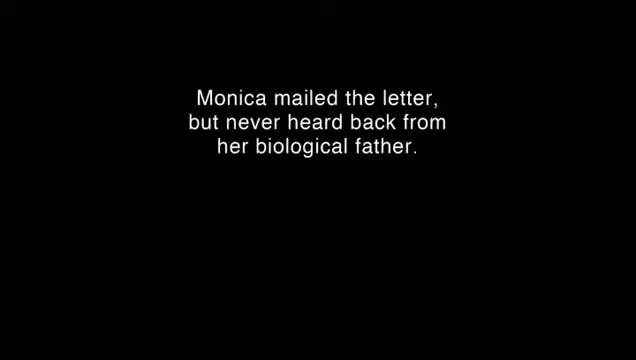 Monica mailed the letter,
but never heard back from
her biological father.